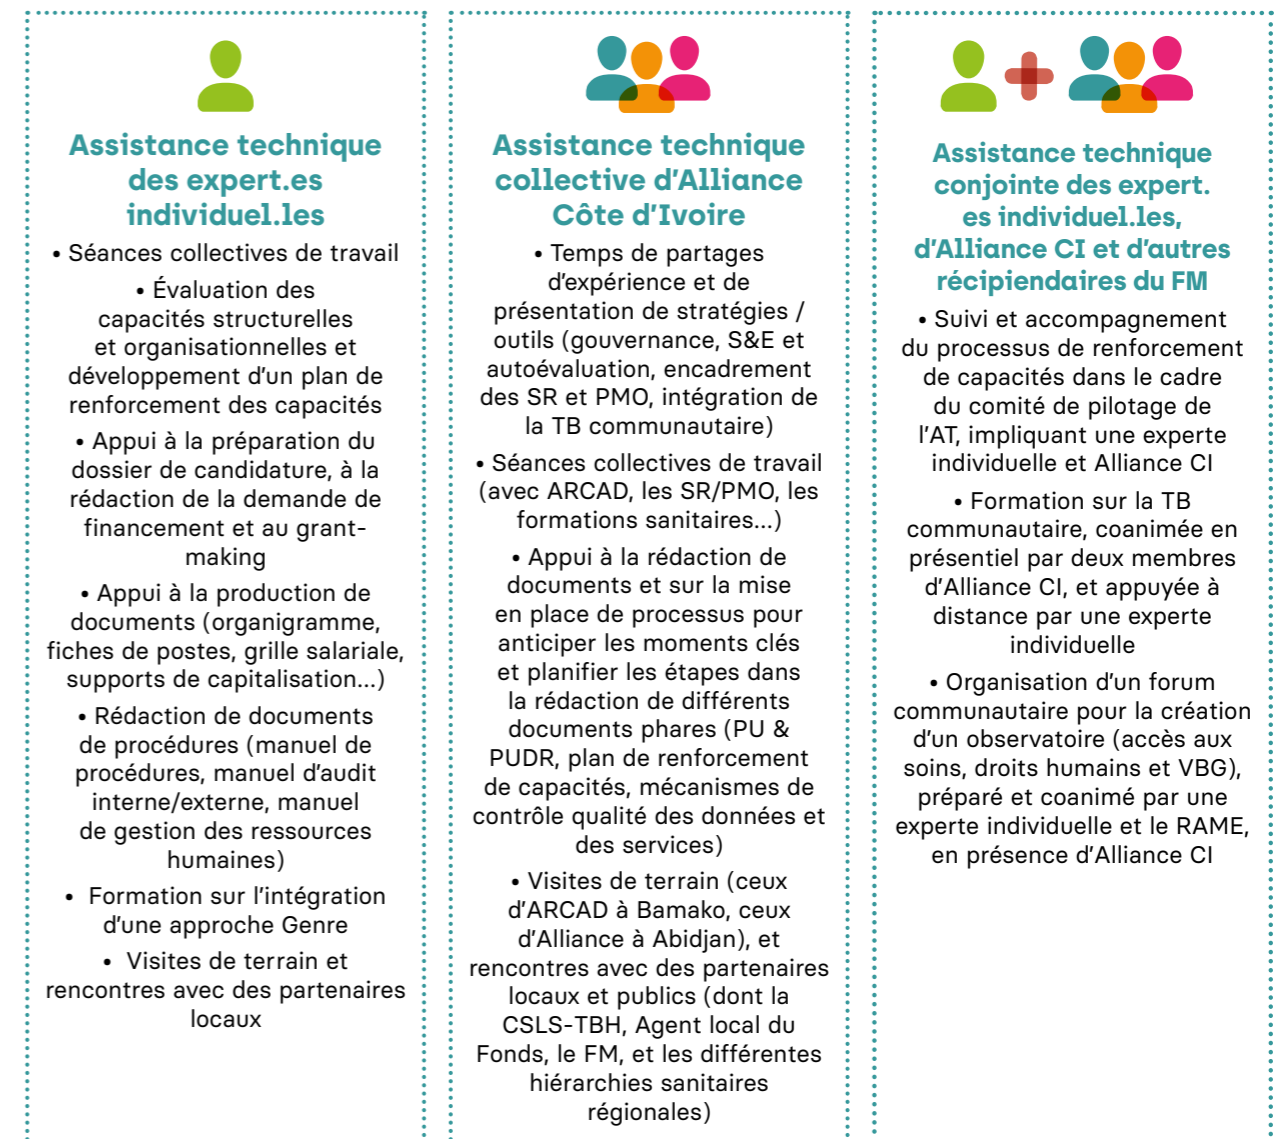 Assistance technique
des expert.es
individuel.les
• Séances collectives de travail
• Évaluation des
capacités structurelles
et organisationnelles et
développement d'un plan de
renforcement des capacités
• Appui à la préparation du
dossier de candidature, à la
rédaction de la demande de
financement et au grant-
making
• Appui à la production de
documents (organigramme,
fiches de postes, grille salariale,
supports de capitalisation...)
• Rédaction de documents
de procédures (manuel de
procédures, manuel d'audit
interne/externe, manuel
de gestion des ressources
humaines)
• Formation sur l'intégration
d'une approche Genre
• Visites de terrain et
rencontres avec des partenaires
locaux
Assistance technique
collective d'Alliance
Côte d'Ivoire
• Temps de partages
d'expérience et de
présentation de stratégies /
outils (gouvernance, S&E et
autoévaluation, encadrement
des SR et PMO, intégration de
la TB communautaire)
• Séances collectives de travail
(avec ARCAD, les SR/PMO, les
formations sanitaires...)
• Appui à la rédaction de
documents et sur la mise
en place de processus pour
anticiper les moments clés
et planifier les étapes dans
la rédaction de différents
documents phares (PU &
PUDR, plan de renforcement
de capacités, mécanismes de
contrôle qualité des données et
des services)
• Visites de terrain (ceux
d'ARCAD à Bamako, ceux
d'Alliance à Abidjan), et
rencontres avec des partenaires
locaux et publics (dont la
CSLS-TBH, Agent local du
Fonds, le FM, et les différentes
hiérarchies sanitaires
régionales)
Assistance technique
conjointe des expert.
es individuel.les,
d'Alliance CI et d'autres
récipiendaires du FM
• Suivi et accompagnement
du processus de renforcement
de capacités dans le cadre
du comité de pilotage de
l'AT, impliquant une experte
individuelle et Alliance CI
• Formation sur la TB
communautaire, coanimée en
présentiel par deux membres
d'Alliance CI, et appuyée à
distance par une experte
individuelle
• Organisation d'un forum
communautaire pour la création
d'un observatoire (accès aux
soins, droits humains et VBG),
préparé et coanimé par une
experte individuelle et le RAME,
en présence d'Alliance CI